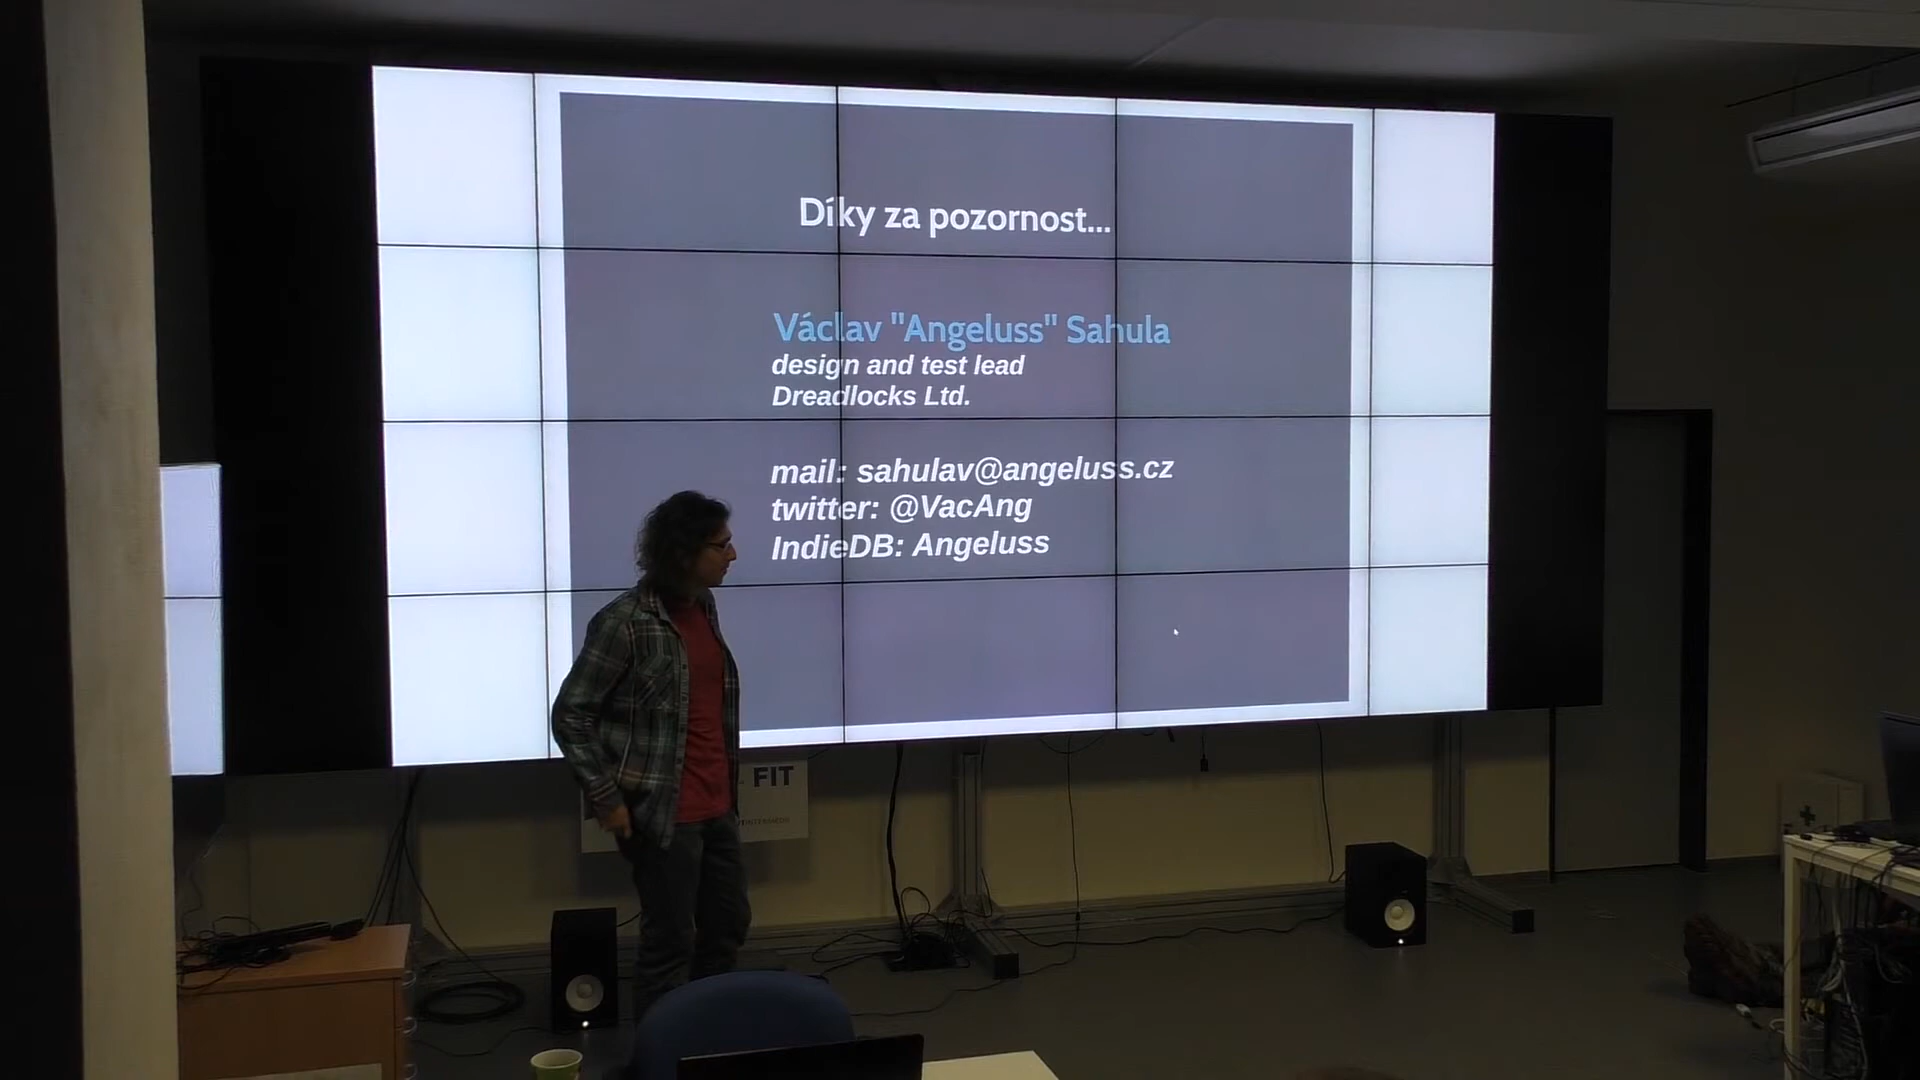 Díky za pozornost...
Václav "Angeluss" Sahula
design and test lead
Dreadlocks Ltd.
mail: sahulav@angeluss.cz
twitter: @VacAng
IndieDB: Angeluss
FIT